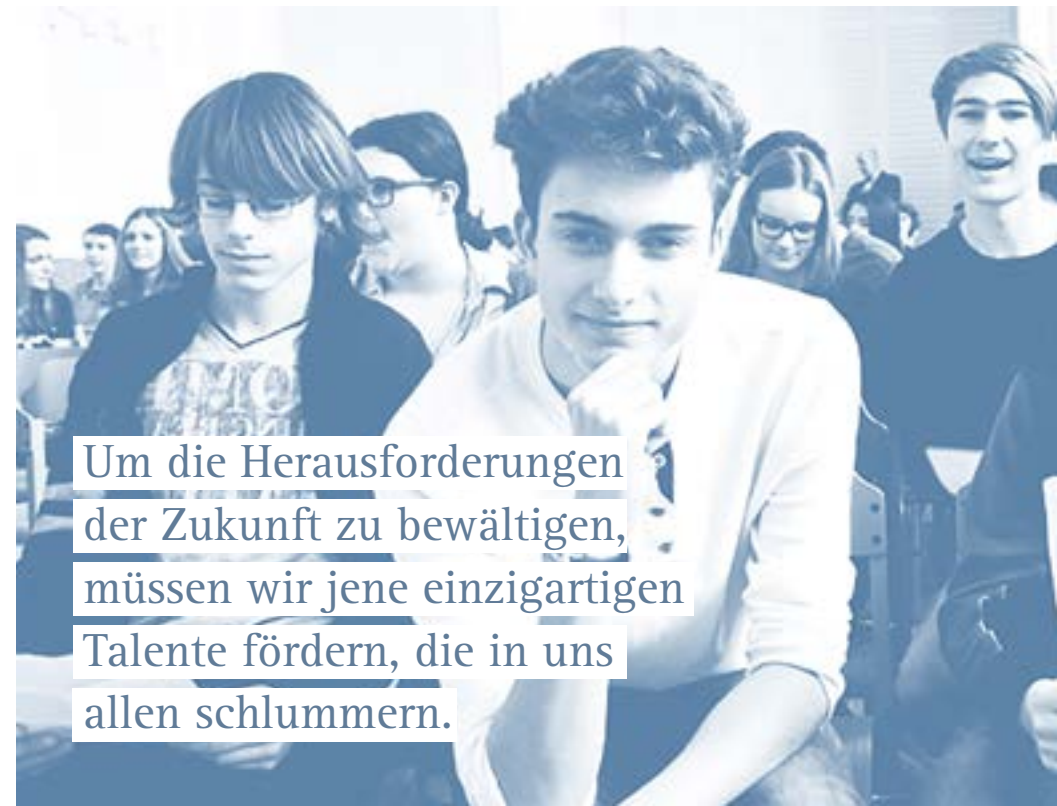 Um die Herausforderungen
der Zukunft zu bewältigen,
müssen wir jene einzigartigen
Talente fördern, die in uns
allen schlummern.